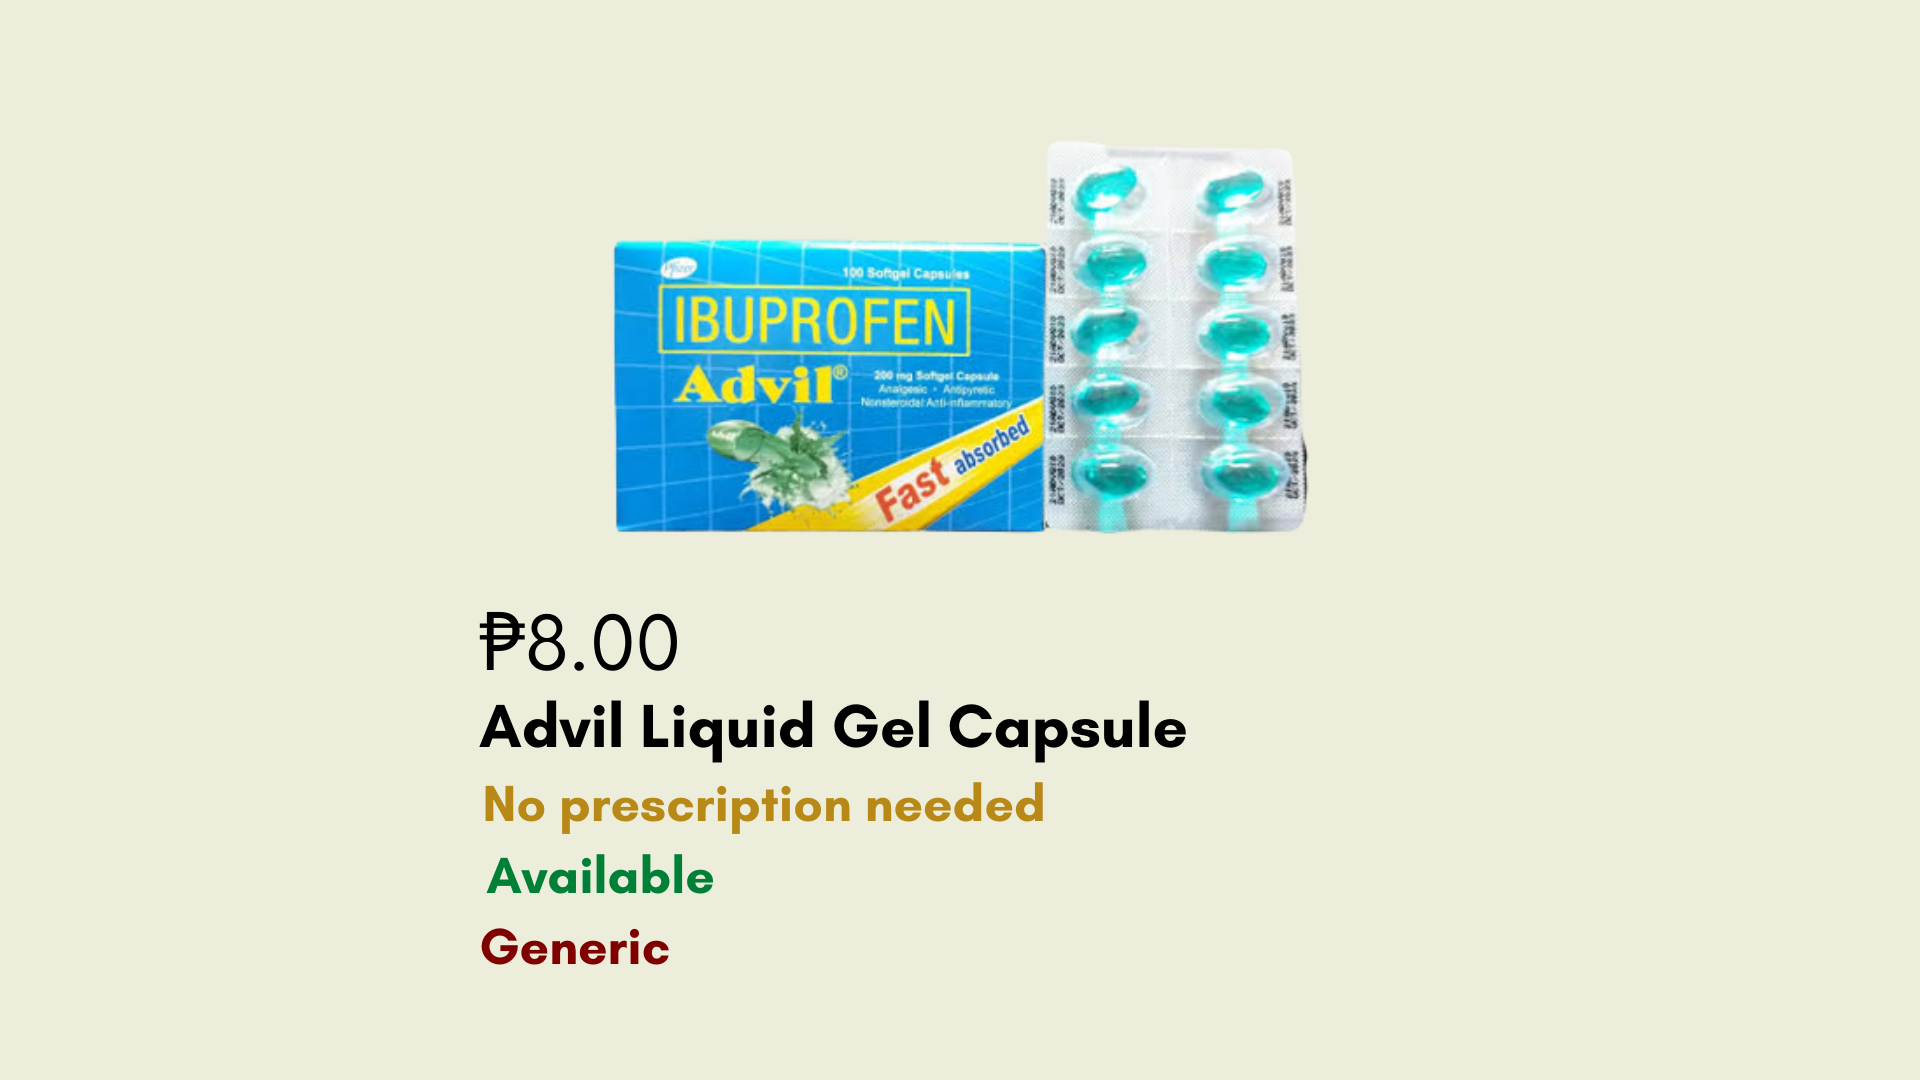 Pfizer
100 Softgel Capsules
IBUPROFEN
Advil®
200 mg Softgel Capsule
Analgesic • Antipyretic
Nonsteroidal Anti-inflammatory
Fast absorbed
₱8.00
Advil Liquid Gel Capsule
No prescription needed
Available
Generic